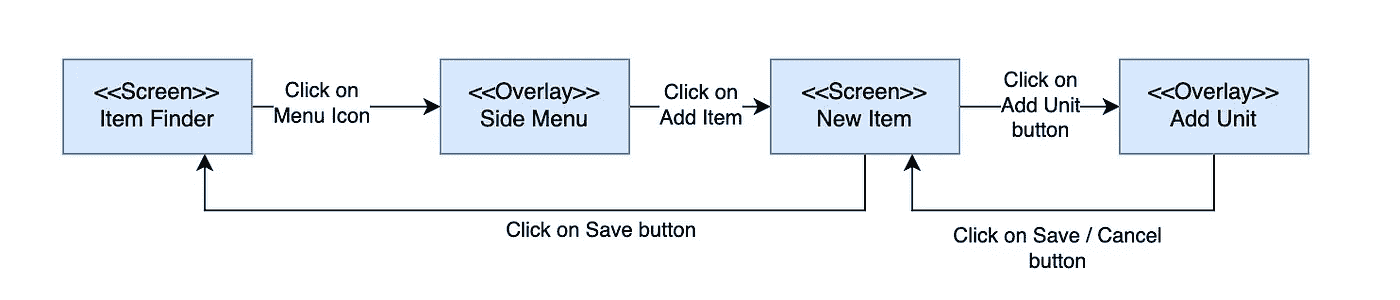 <<Screen>>
Item Finder
Click on
Menu Icon
<<Overlay>>
Side Menu
Click on
Add Item
<<Screen>>
New Item
Click on
Add Unit
button
<<Overlay>>
Add Unit
Click on Save button
Click on Save / Cancel
button